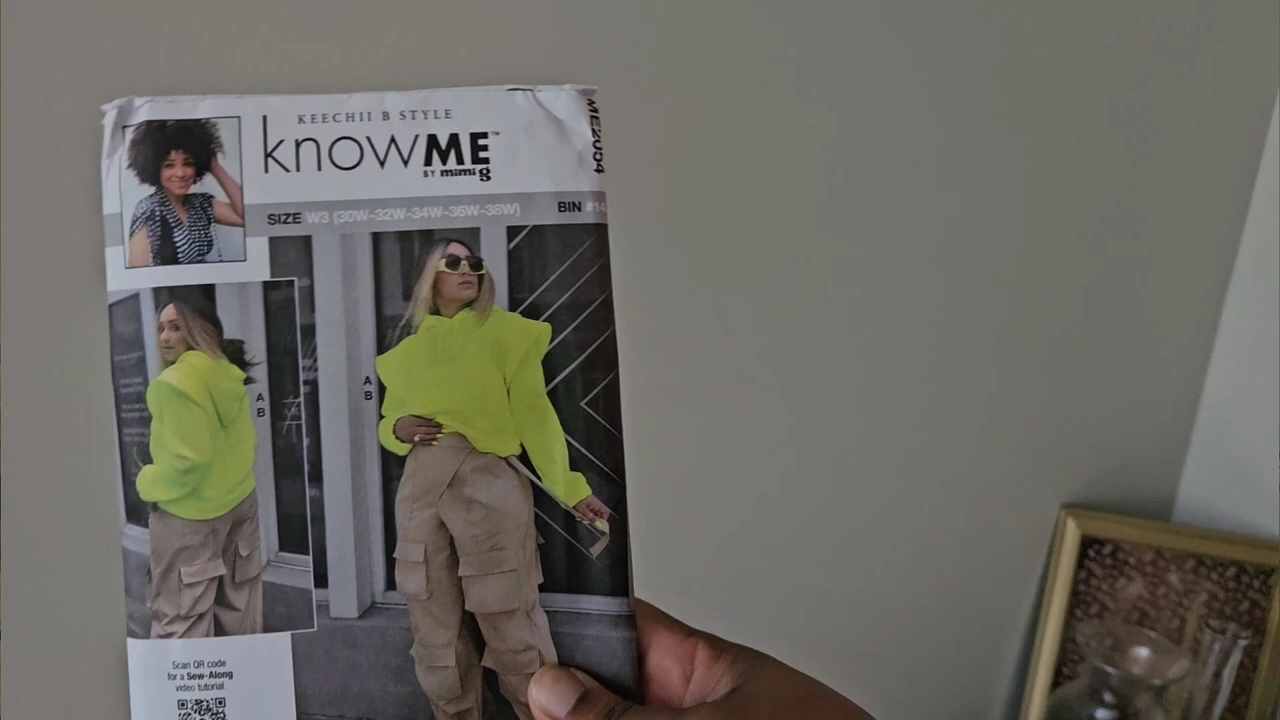 KEECHII B STYLE
knowME™
BY mimi g
ME2054
SIZE W3 (30W-32W-34W-36W-38W)
BIN #14
A
B
A
B
Scan QR code
for a Sew-Along
video tutorial.